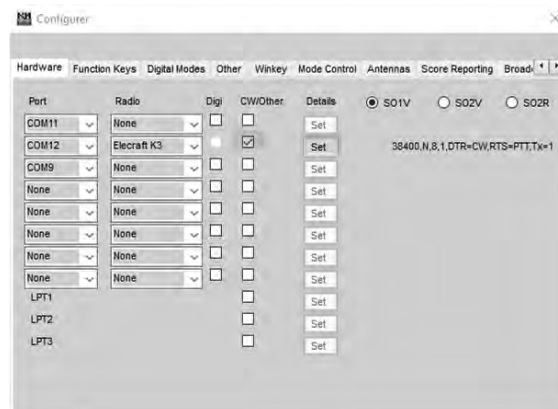 NM Configurer
Hardware Function Keys Digital Modes Other Winkey Mode Control Antennas Score Reporting Broad
Port Radio Digi CW/Other Details SO1V SO2V SO2R
COM11 None Set
COM12 Elecraft K3 Set 38400,N,8,1,DTR=CW,RTS=PTT,Tx=1
COM9 None Set
None None Set
None None Set
None None Set
None None Set
None None Set
LPT1 Set
LPT2 Set
LPT3 Set